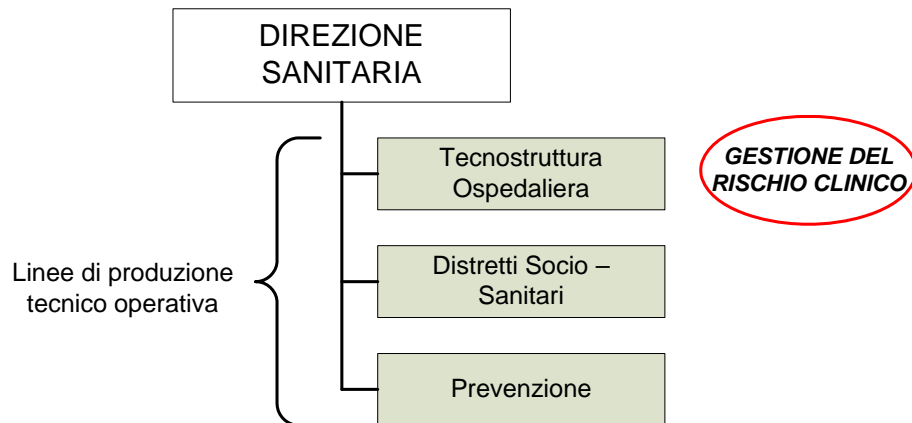 DIREZIONE
SANITARIA
Tecnostruttura
Ospedaliera
GESTIONE DEL
RISCHIO CLINICO
Linee di produzione
tecnico operativa
Distretti Socio –
Sanitari
Prevenzione